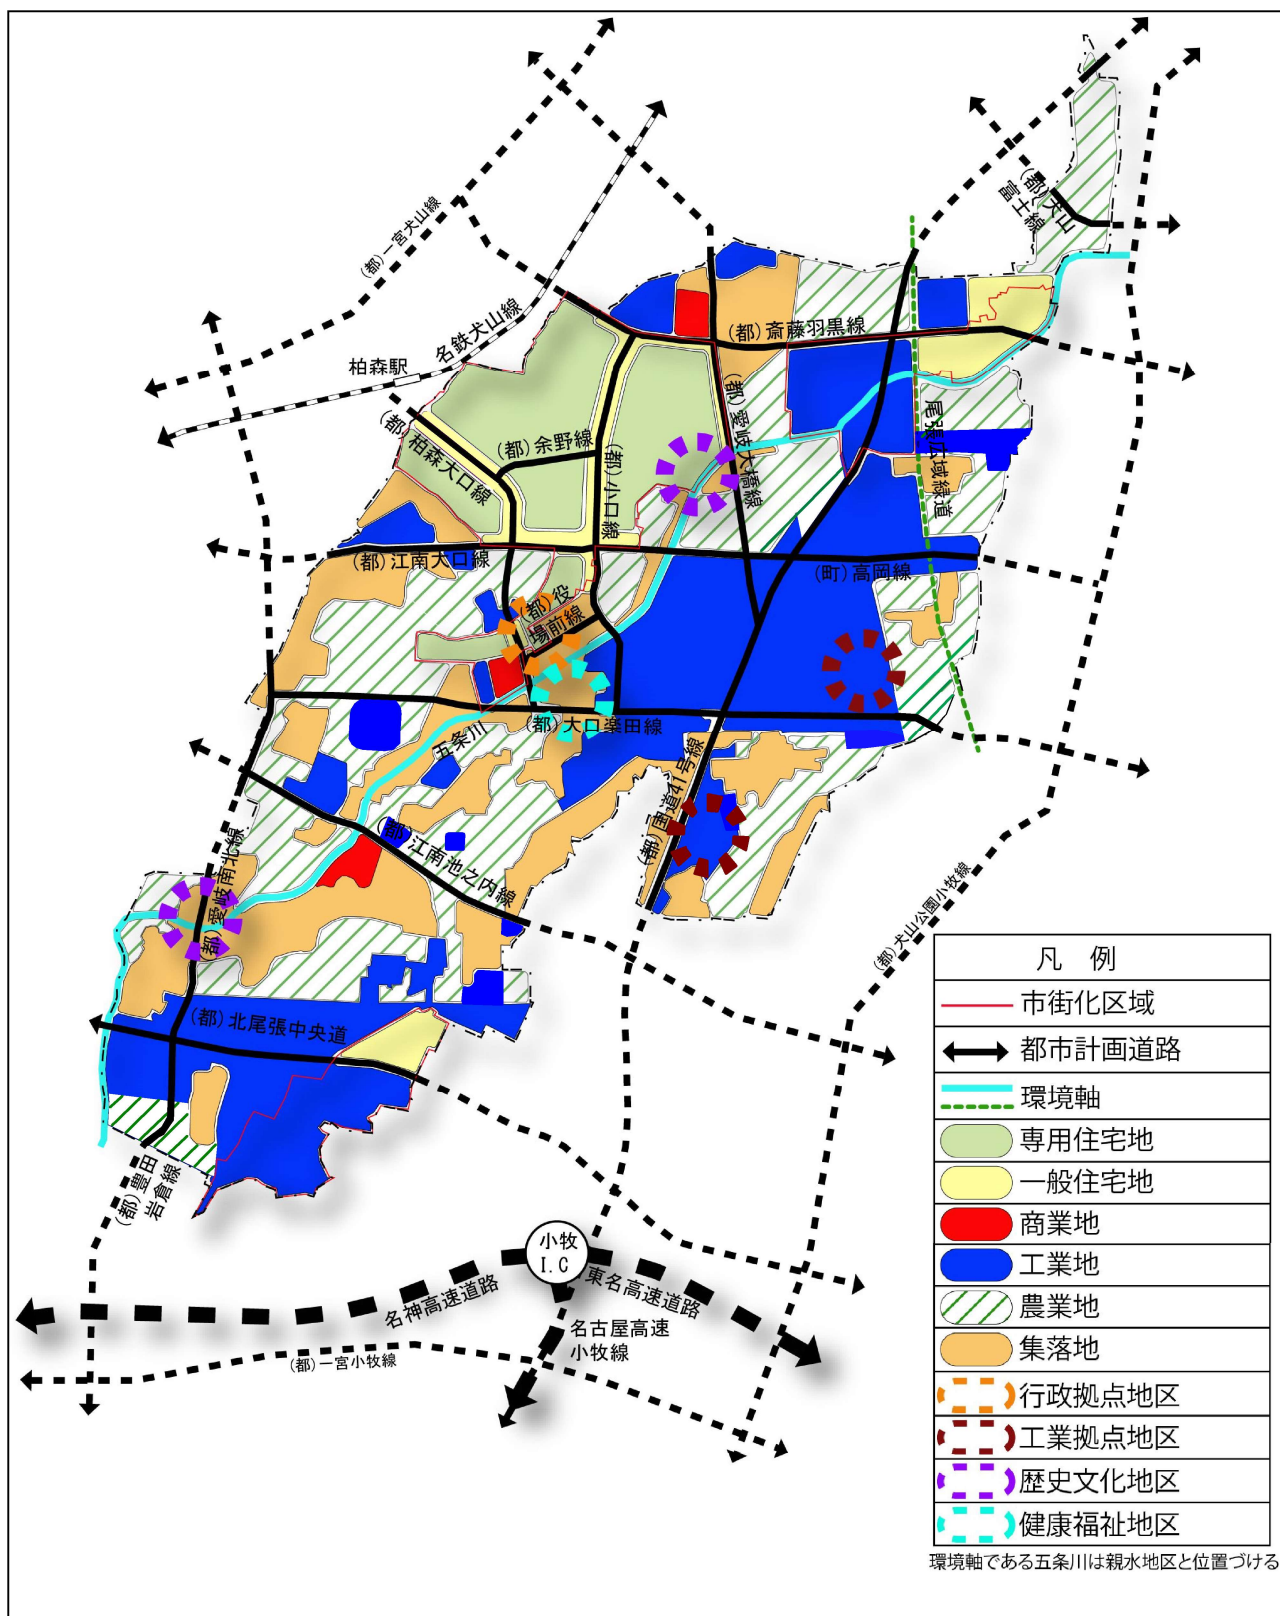 (都)一宮犬山線
(都)犬山
富士線
名鉄犬山線
柏森駅
(都)斎藤羽黒線
(都)愛岐大橋線
尾張広域緑道
(都)柏森大口線
(都)余野線
(都)小口線
(都)江南大口線
(町)高岡線
(都)役
場前線
五条川
(都)大口楽田線
(都)国道41号線
(都)江南池之内線
(都)愛岐南北線
(都)犬山公園小牧線
(都)北尾張中央道
(都)豊田
岩倉線
小牧
I.C
名神高速道路
東名高速道路
名古屋高速
小牧線
(都)一宮小牧線
凡 例
市街化区域
都市計画道路
環境軸
専用住宅地
一般住宅地
商業地
工業地
農業地
集落地
行政拠点地区
工業拠点地区
歴史文化地区
健康福祉地区
環境軸である五条川は親水地区と位置づける